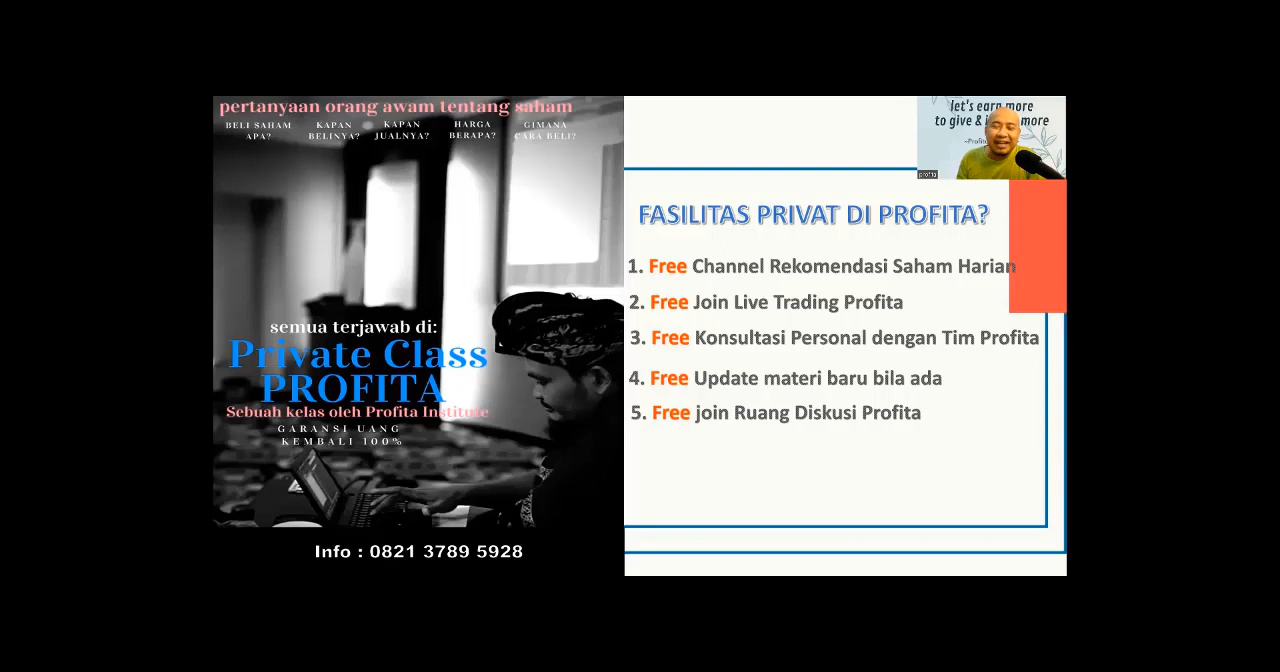 pertanyaan orang awam tentang saham
BELI SAHAM
APA?
KAPAN
BELINYA?
KAPAN
JUALNYA?
HARGA
BERAPA?
GIMANA
CARA BELI?
semua terjawab di:
Private Class
PROFITA
Sebuah kelas oleh Profita Institute
GARANSI UANG
KEMBALI 100%
Info : 0821 3789 5928
let's earn more
to give & more
profita
FASILITAS PRIVAT DI PROFITA?
1. Free Channel Rekomendasi Saham Harian
2. Free Join Live Trading Profita
3. Free Konsultasi Personal dengan Tim Profita
4. Free Update materi baru bila ada
5. Free join Ruang Diskusi Profita